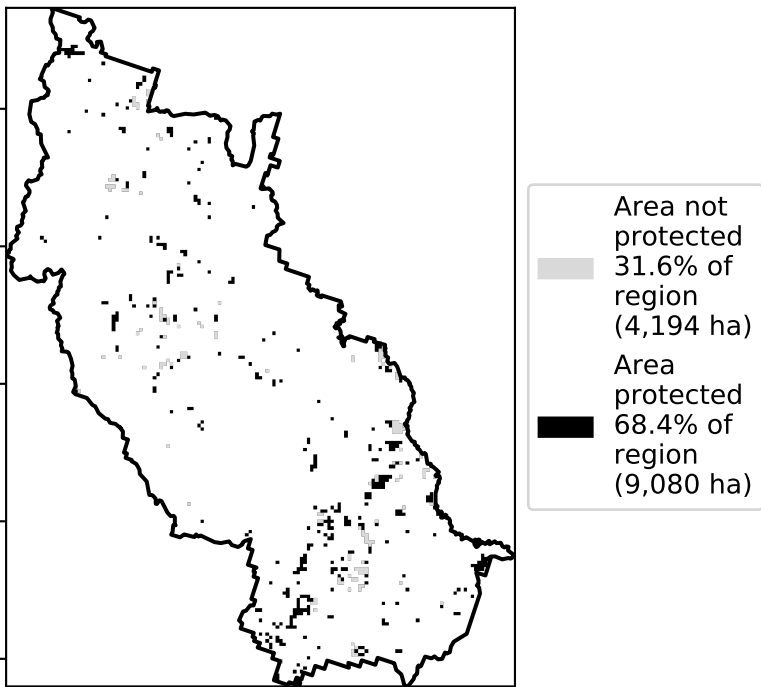 Area not
protected
31.6% of
region
(4,194 ha)
Area
protected
68.4% of
region
(9,080 ha)